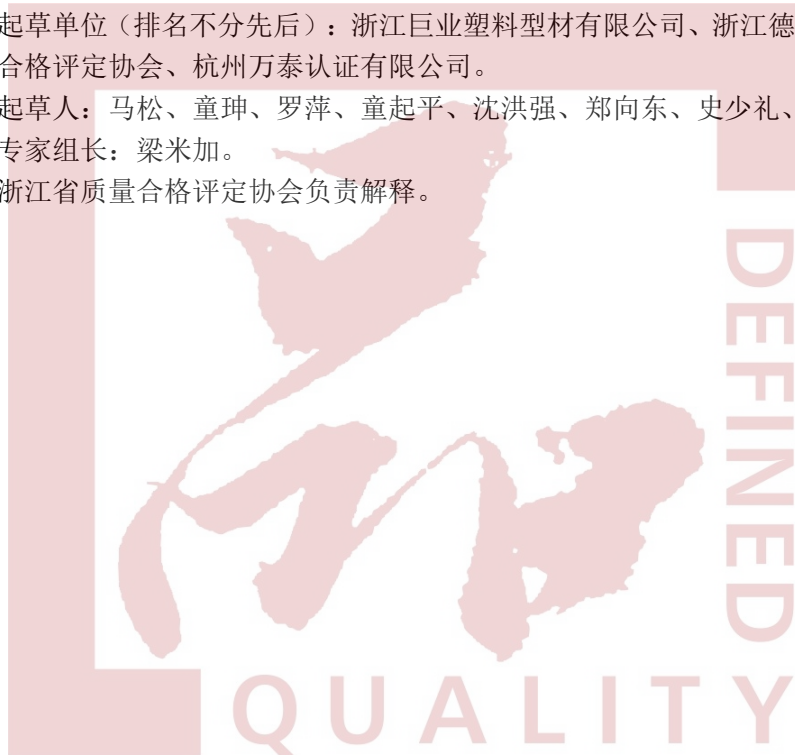 起草单位（排名不分先后）：浙江巨业塑料型材有限公司、浙江德
合格评定协会、杭州万泰认证有限公司。
起草人：马松、童珅、罗萍、童起平、沈洪强、郑向东、史少礼、
专家组长：梁米加。
浙江省质量合格评定协会负责解释。
DEFINED
QUALITY